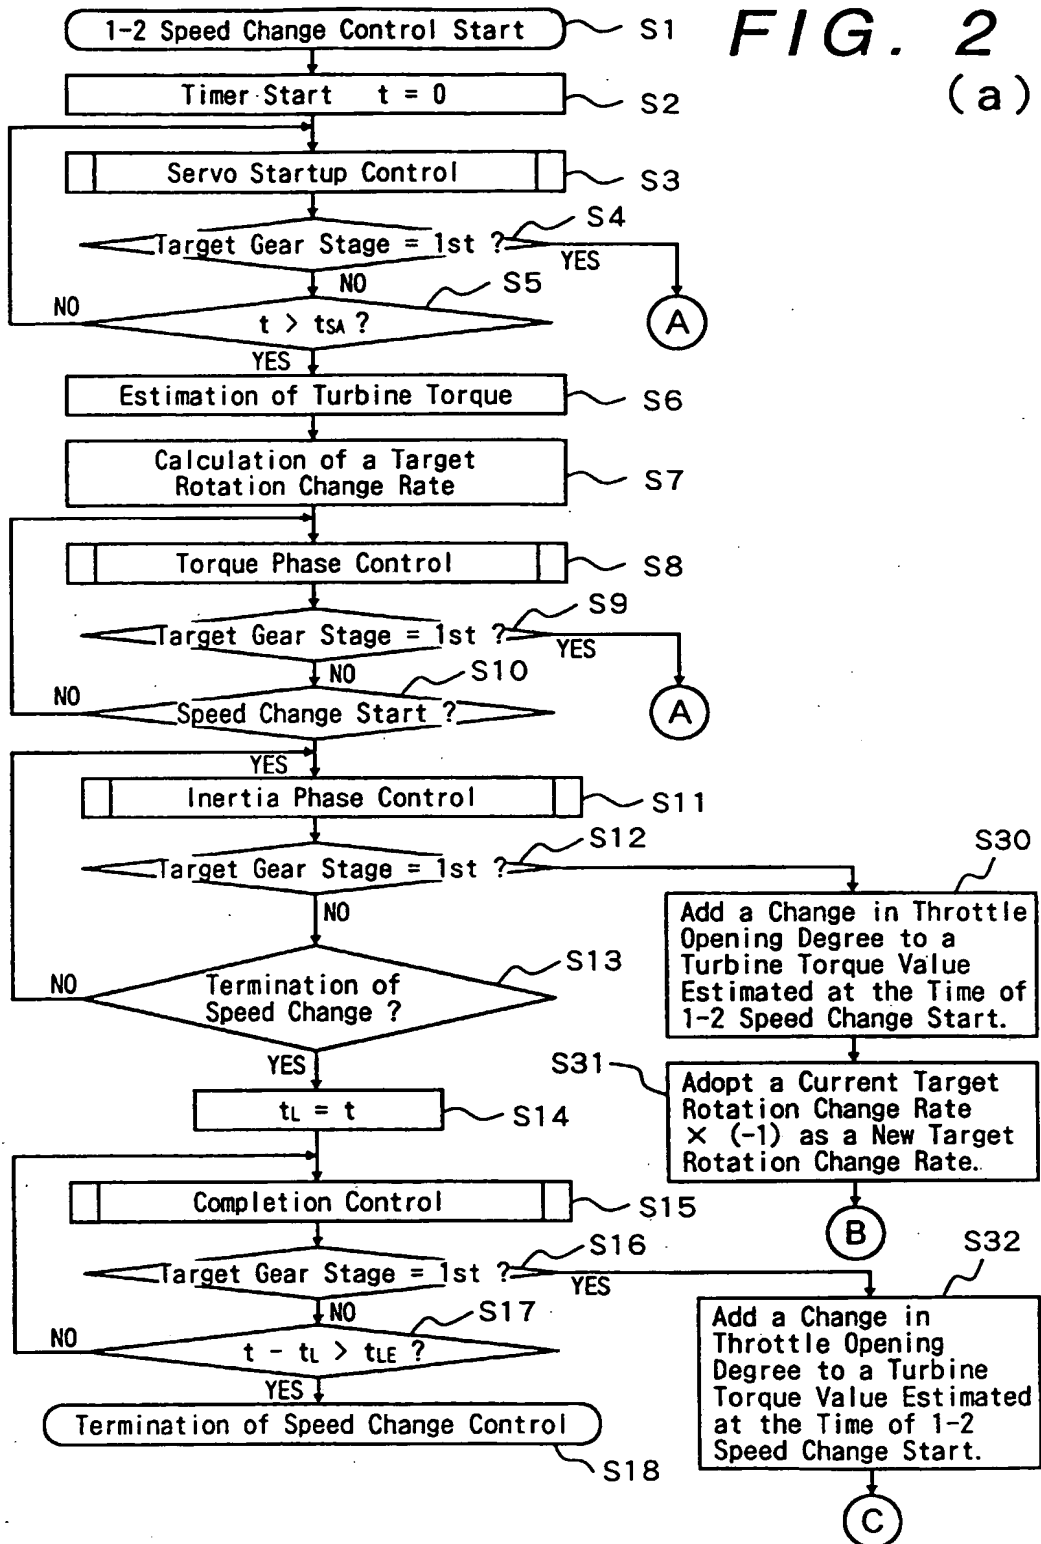 FIG. 2
(a)
1-2 Speed Change Control Start
S1
Timer Start t = 0
S2
Servo Startup Control
S3
Target Gear Stage = 1st ?
S4
YES
A
NO
t > tSA ?
S5
NO
YES
Estimation of Turbine Torque
S6
Calculation of a Target
Rotation Change Rate
S7
Torque Phase Control
S8
Target Gear Stage = 1st ?
S9
YES
A
NO
Speed Change Start ?
S10
NO
YES
Inertia Phase Control
S11
Target Gear Stage = 1st ?
S12
NO
Termination of
Speed Change ?
S13
NO
YES
tL = t
S14
Completion Control
S15
Target Gear Stage = 1st ?
S16
YES
NO
t - tL > tLE ?
S17
NO
YES
Termination of Speed Change Control
S18
S30
Add a Change in Throttle
Opening Degree to a
Turbine Torque Value
Estimated at the Time of
1-2 Speed Change Start.
S31
Adopt a Current Target
Rotation Change Rate
× (-1) as a New Target
Rotation Change Rate.
B
S32
Add a Change in
Throttle Opening
Degree to a Turbine
Torque Value Estimated
at the Time of 1-2
Speed Change Start.
C